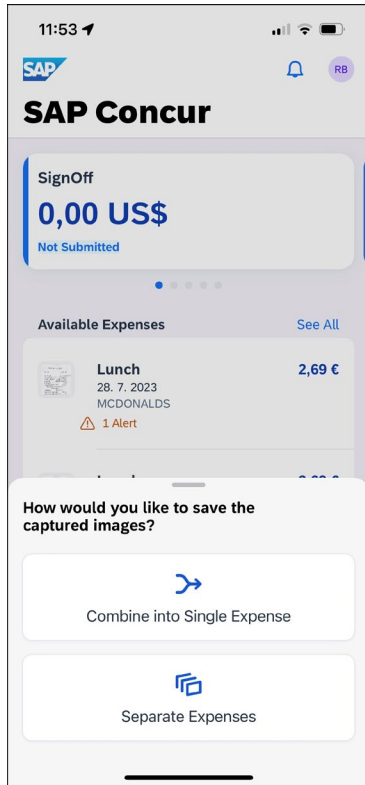 11:53
SAP
RB
SAP Concur
SignOff
0,00 US$
Not Submitted
Available Expenses
See All
Lunch
2,69 €
28. 7. 2023
MCDONALDS
1 Alert
How would you like to save the
captured images?
Combine into Single Expense
Separate Expenses